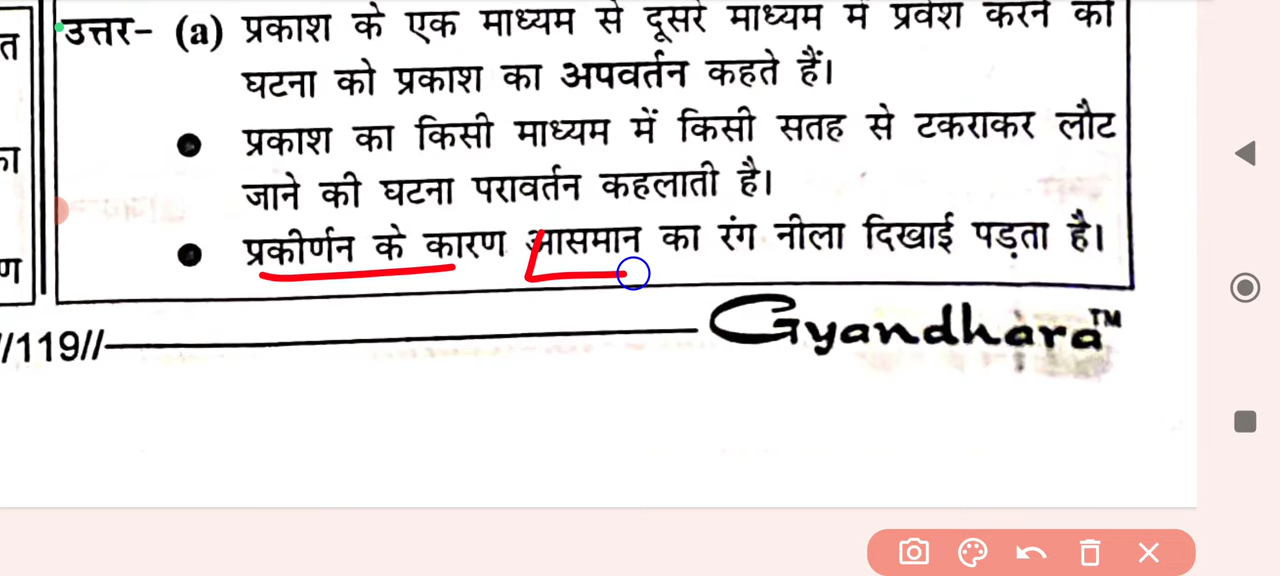 त
उत्तर– (a) प्रकाश के एक माध्यम से दूसरे माध्यम में प्रवेश करने की
घटना को प्रकाश का अपवर्तन कहते हैं।
का
● प्रकाश का किसी माध्यम में किसी सतह से टकराकर लौट
जाने की घटना परावर्तन कहलाती है।
ण
● प्रकीर्णन के कारण आसमान का रंग नीला दिखाई पड़ता है।
//119//
Gyandhara™